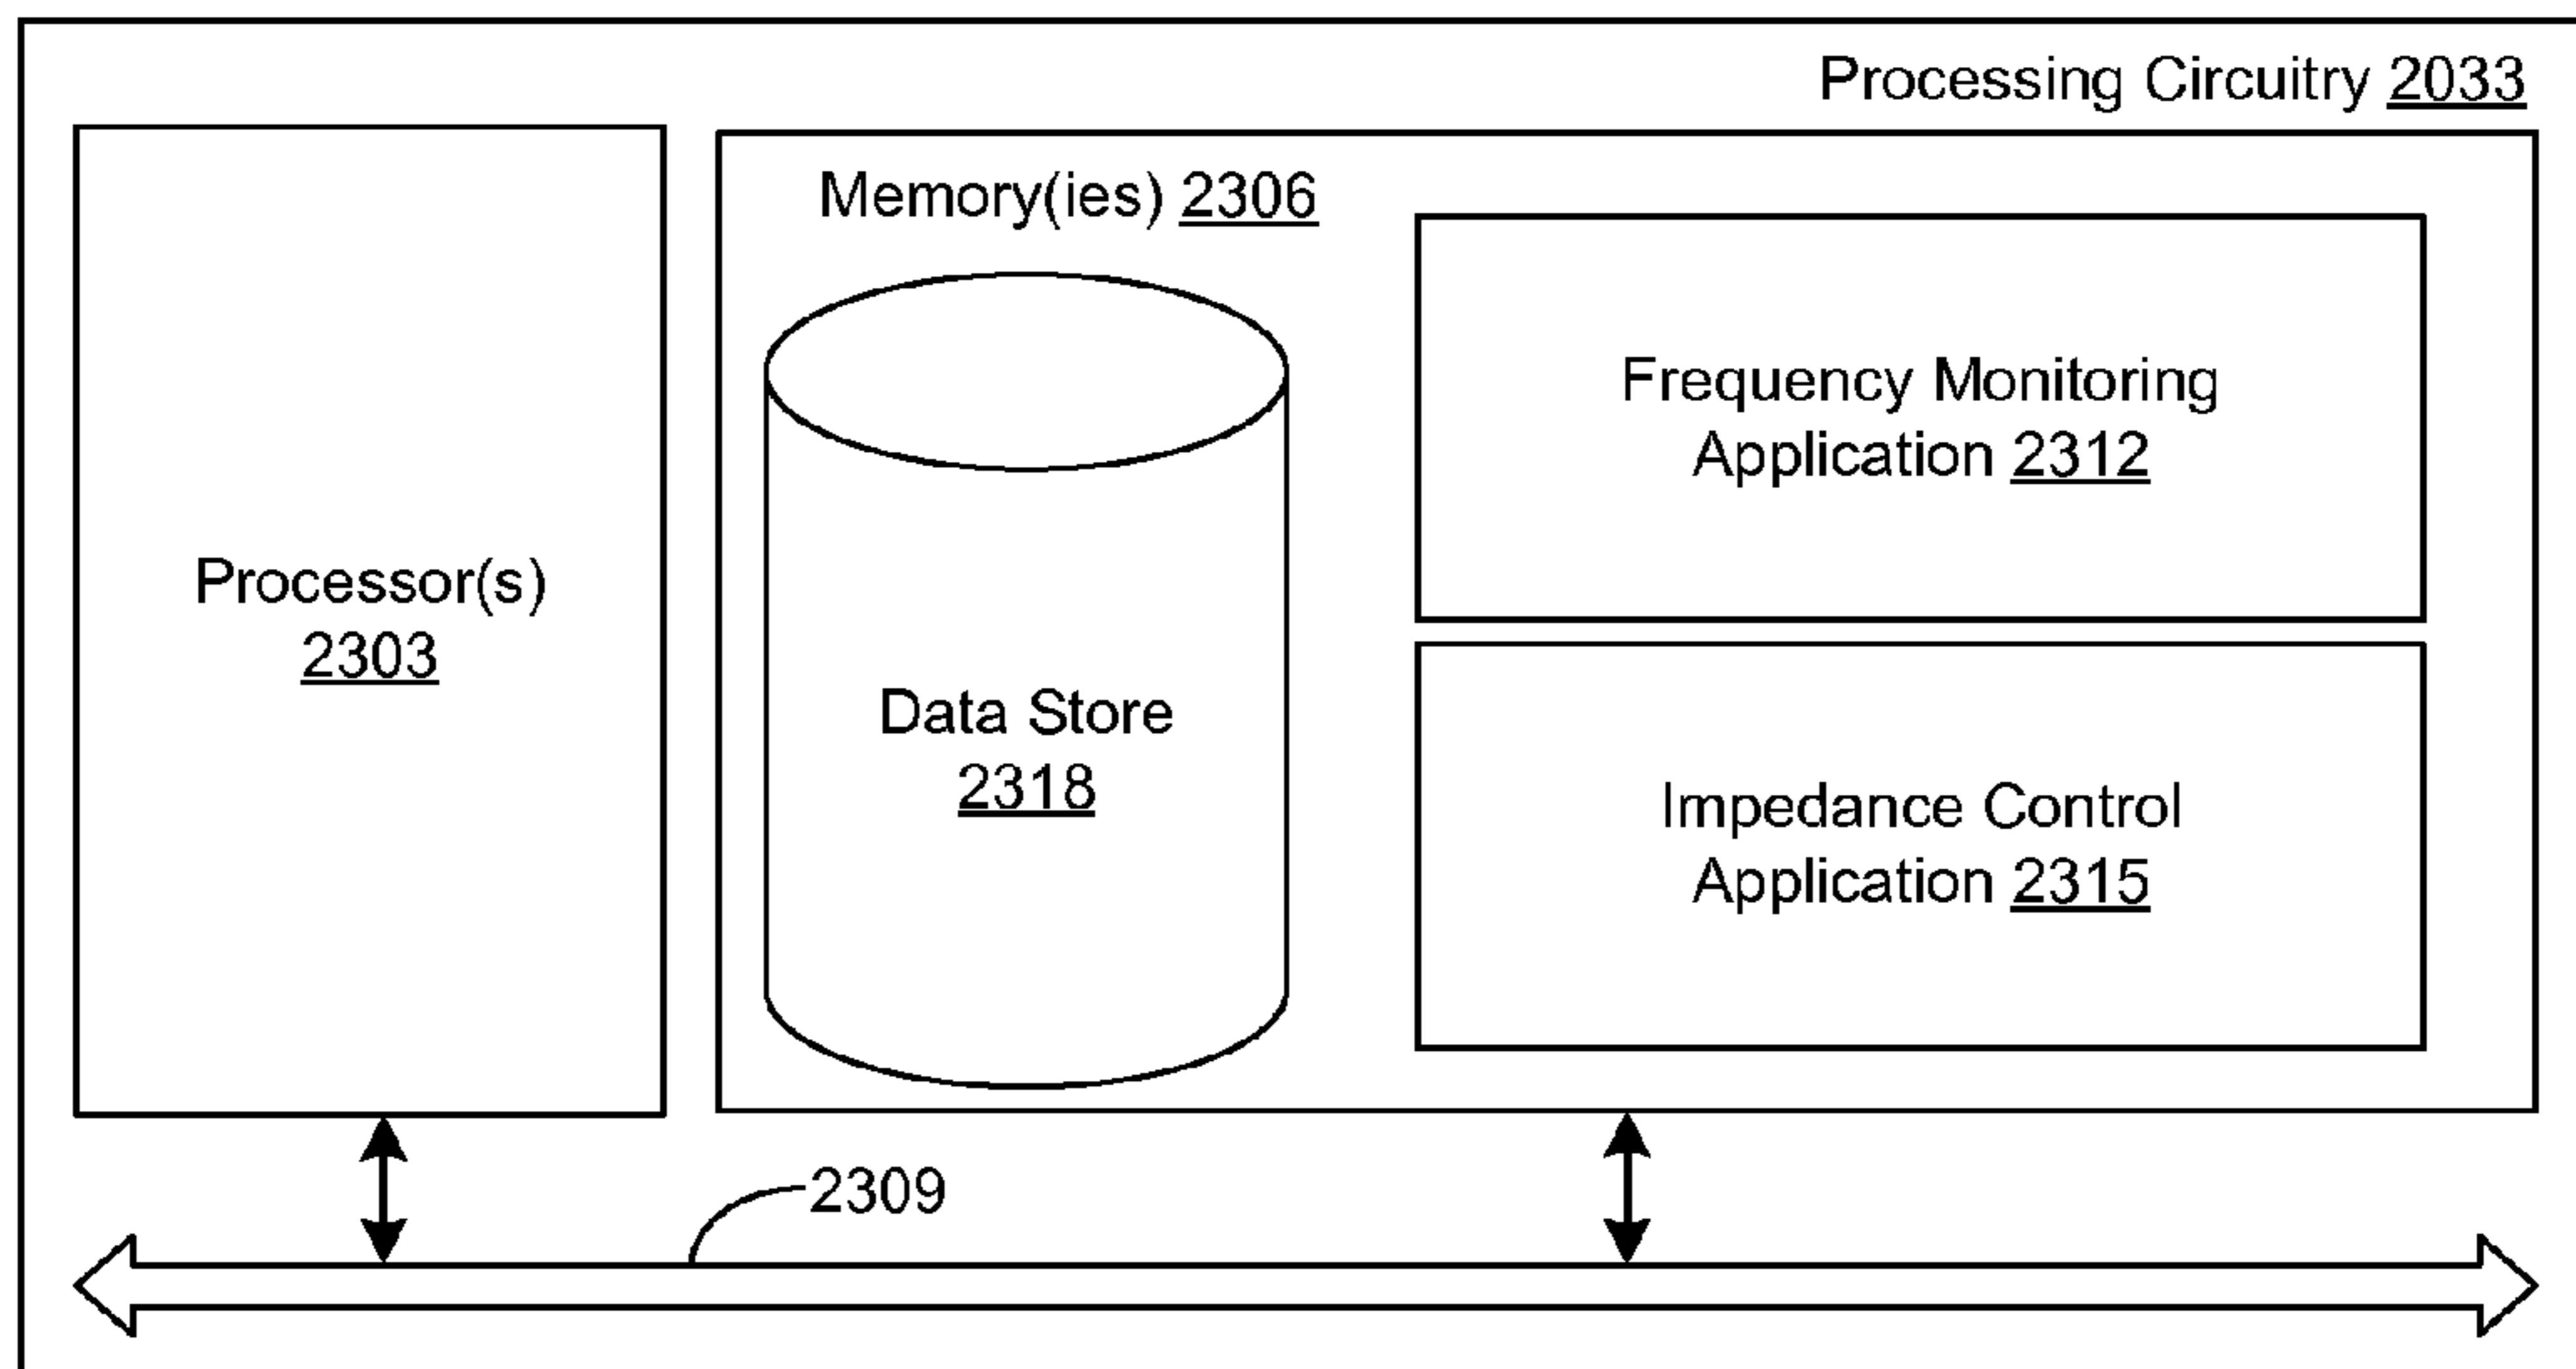 Processing Circuitry 2033
Memory(ies) 2306
Frequency Monitoring
Application 2312
Processor(s)
2303
Data Store
2318
Impedance Control
Application 2315
2309